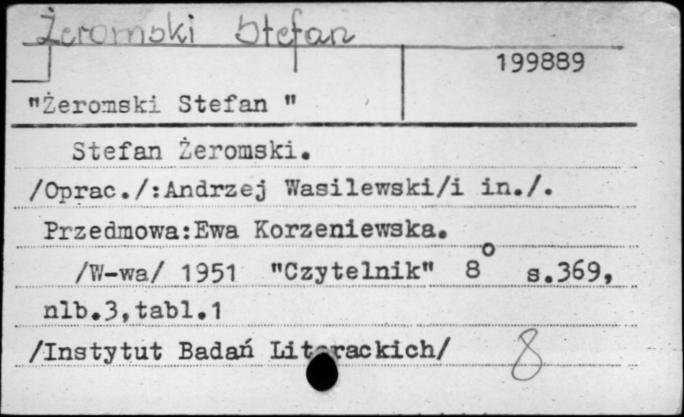 Żeromski Stefan
199889
"Żeromski Stefan "
Stefan Żeromski.
/Oprac./:Andrzej Wasilewski/i in./.
Przedmowa:Ewa Korzeniewska.
/W-wa/ 1951 "Czytelnik" 8° s.369,
nlb.3,tabl.1
/Instytut Badań Literackich/ 8